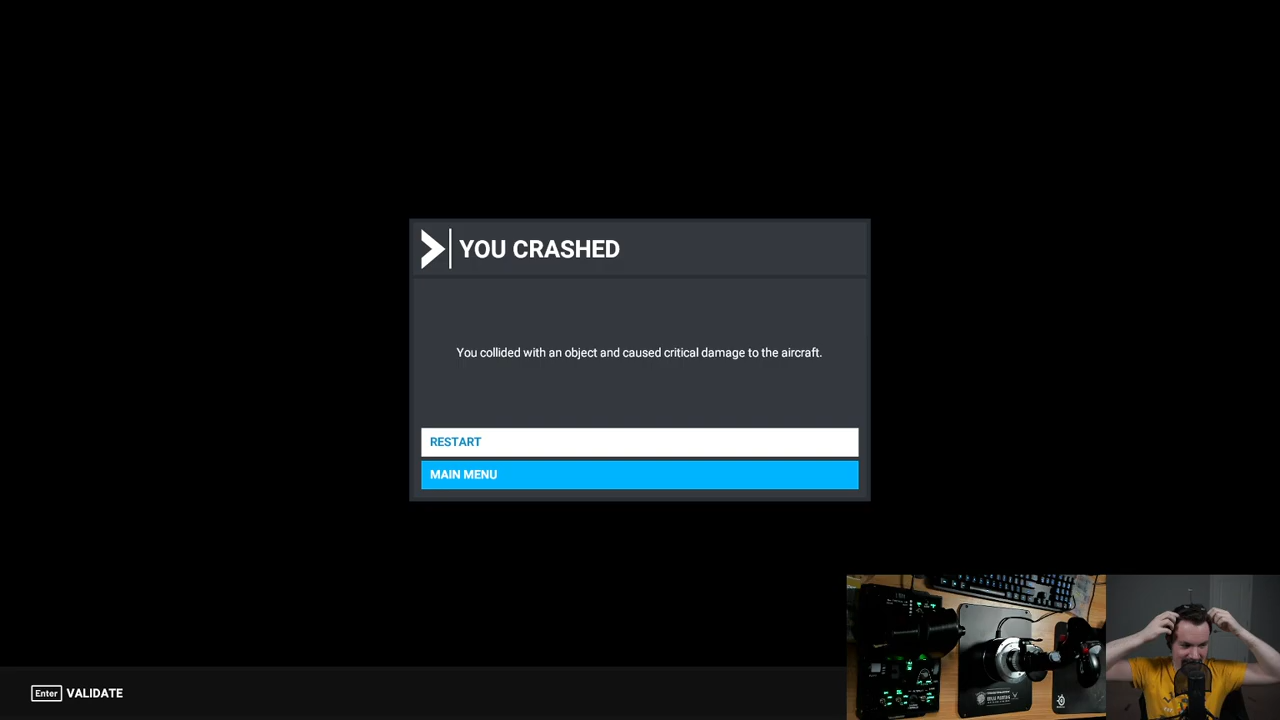 YOU CRASHED
You collided with an object and caused critical damage to the aircraft.
RESTART
MAIN MENU
Enter VALIDATE